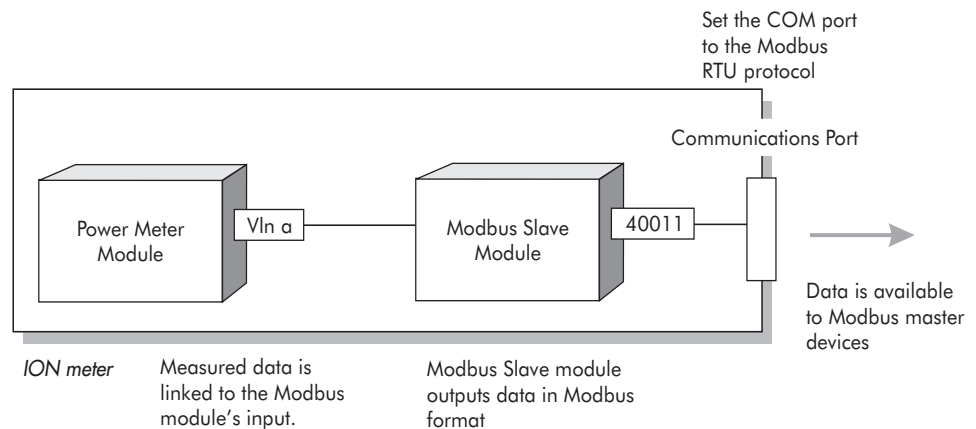 Set the COM port
to the Modbus
RTU protocol
Communications Port
Power Meter
Module
Vln a
Modbus Slave
Module
40011
Data is available
to Modbus master
devices
ION meter
Measured data is
linked to the Modbus
module's input.
Modbus Slave module
outputs data in Modbus
format